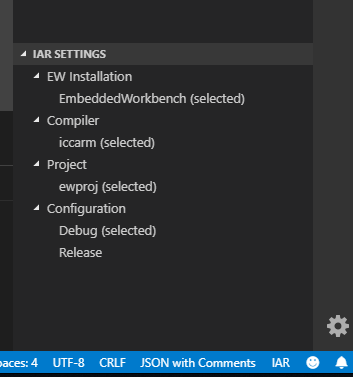 IAR SETTINGS
EW Installation
EmbeddedWorkbench (selected)
Compiler
iccarm (selected)
Project
ewproj (selected)
Configuration
Debug (selected)
Release
paces: 4 UTF-8 CRLF JSON with Comments IAR